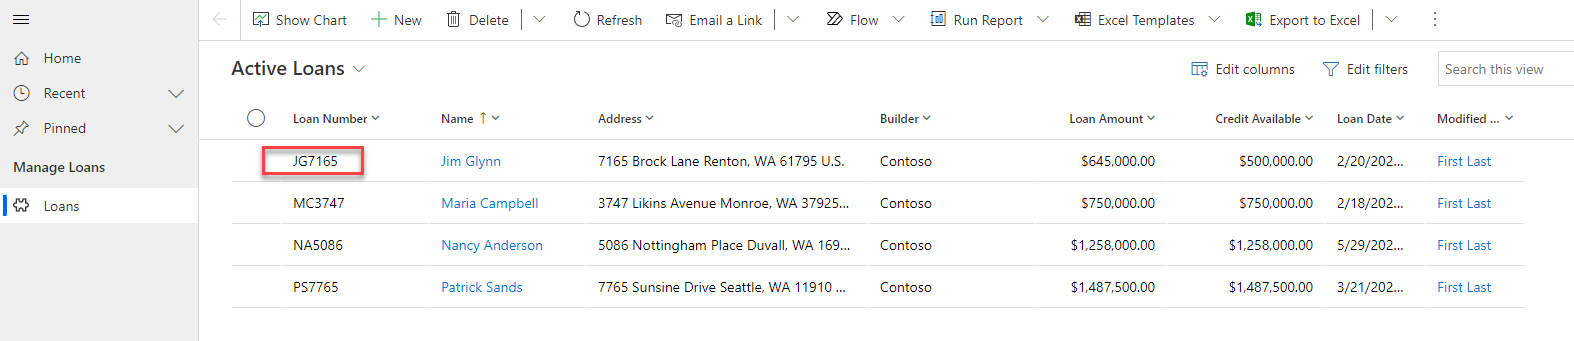 Show Chart New Delete Refresh Email a Link Flow Run Report Excel Templates Export to Excel
Home
Recent
Pinned
Manage Loans
Loans
Active Loans Edit columns Edit filters Search this view
Loan Number Name Address Builder Loan Amount Credit Available Loan Date Modified ...
JG7165 Jim Glynn 7165 Brock Lane Renton, WA 61795 U.S. Contoso $645,000.00 $500,000.00 2/20/202... First Last
MC3747 Maria Campbell 3747 Likins Avenue Monroe, WA 37925... Contoso $750,000.00 $750,000.00 2/18/202... First Last
NA5086 Nancy Anderson 5086 Nottingham Place Duvall, WA 169... Contoso $1,258,000.00 $1,258,000.00 5/29/202... First Last
PS7765 Patrick Sands 7765 Sunsine Drive Seattle, WA 11910 ... Contoso $1,487,500.00 $1,487,500.00 3/21/202... First Last